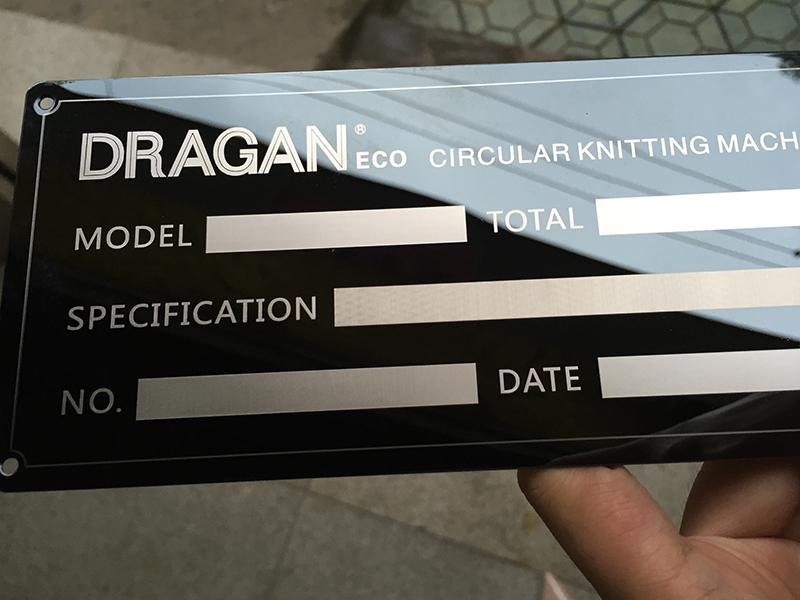 DRAGAN® ECO CIRCULAR KNITTING MACH
MODEL TOTAL
SPECIFICATION
NO. DATE